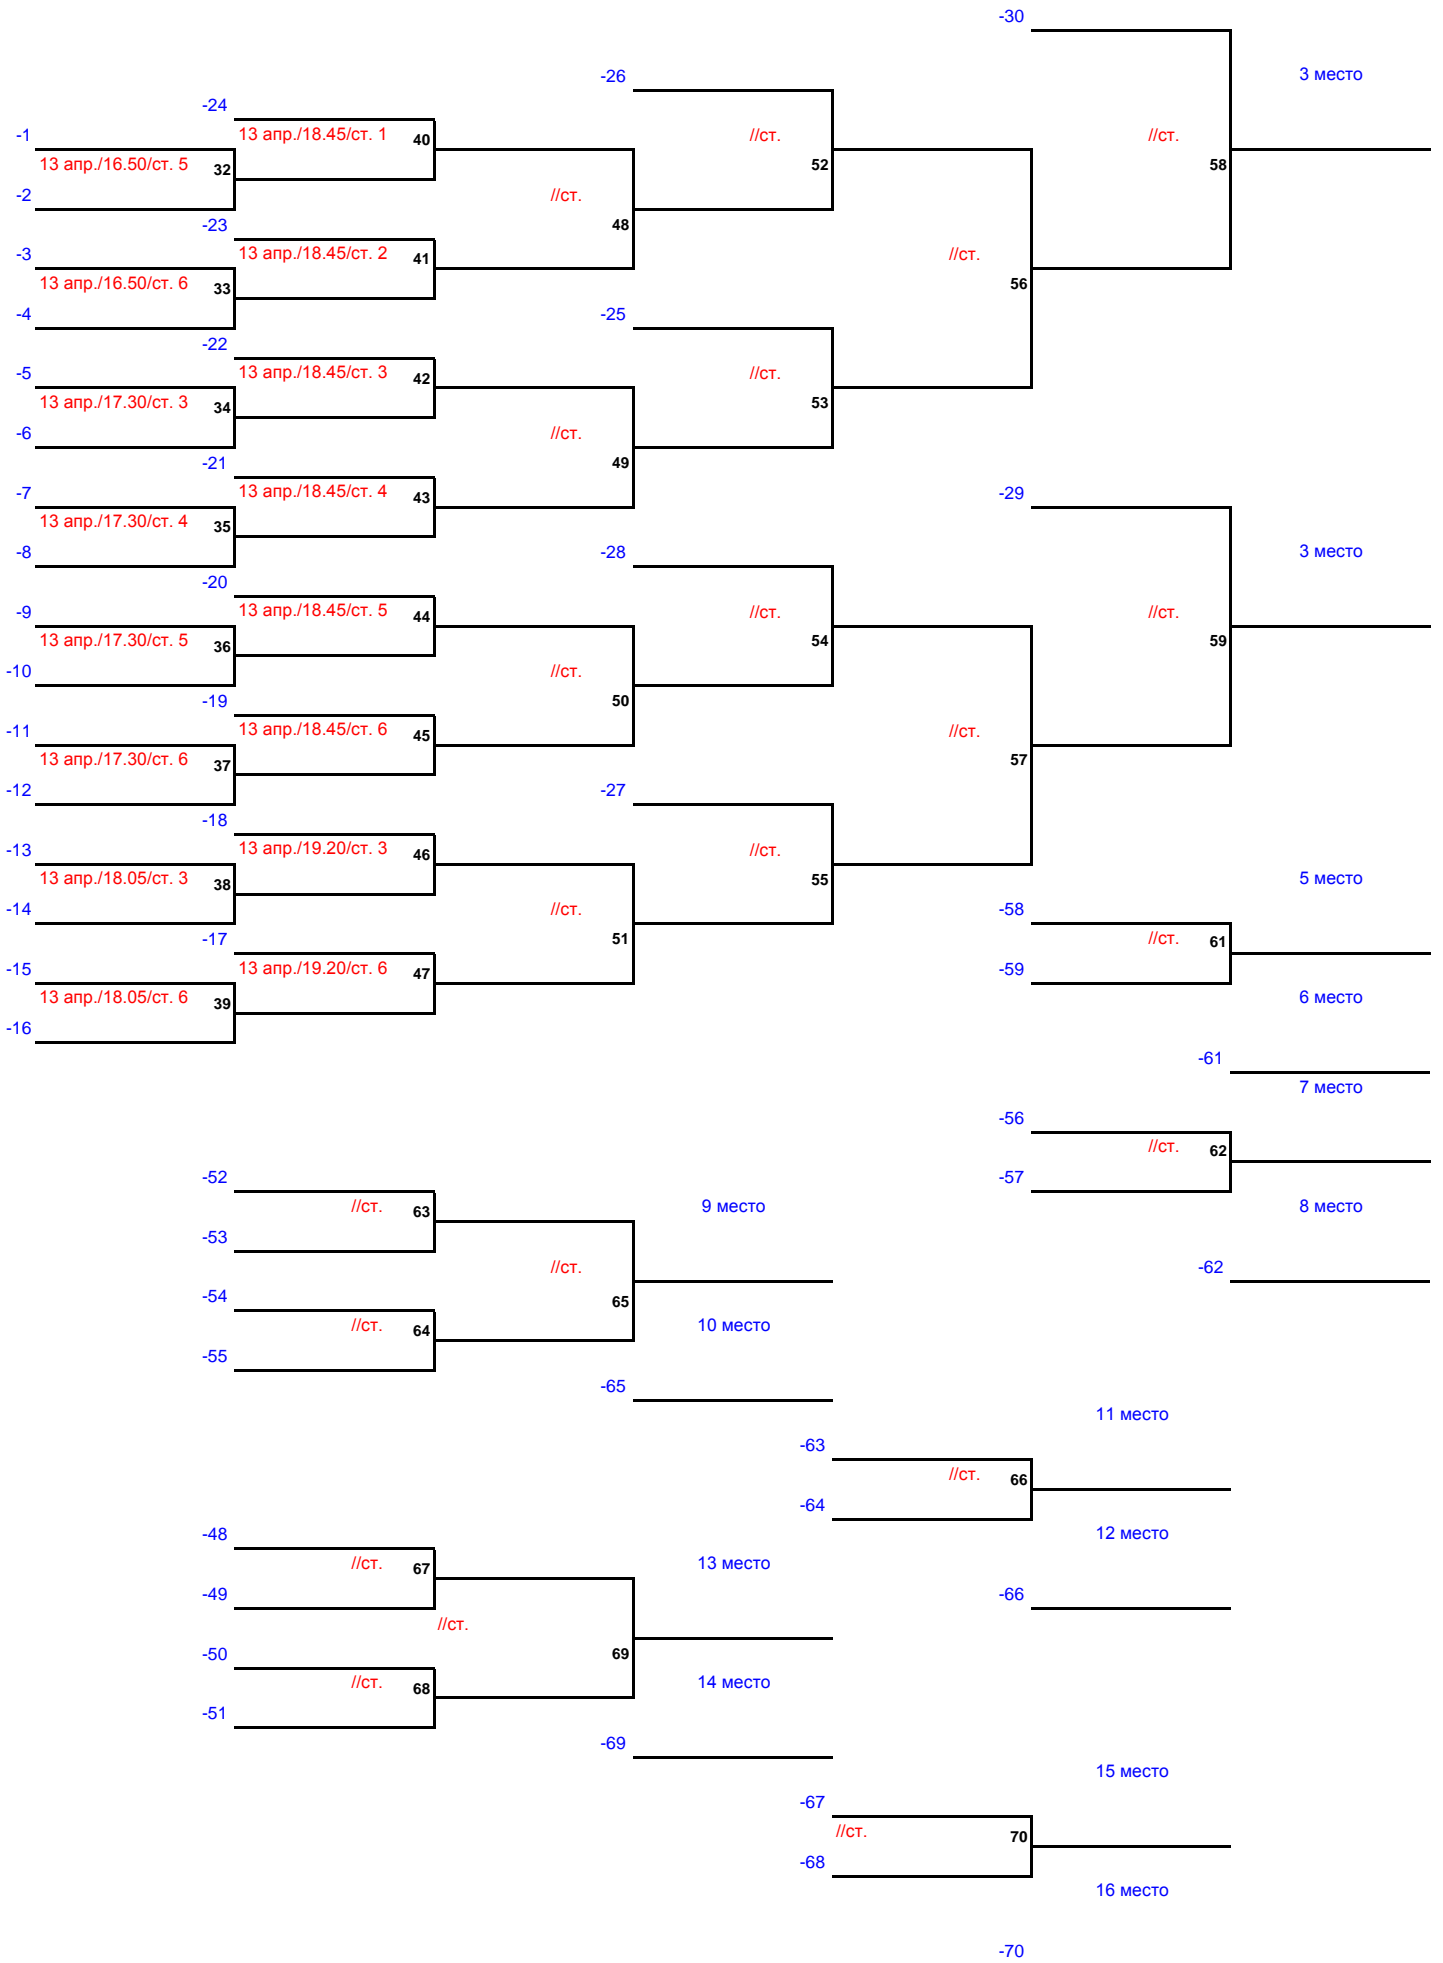 -30
-26
3 место
-24
-1
13 апр./18.45/ст. 1
40
//ст.
//ст.
13 апр./16.50/ст. 5
32
52
58
-2
//ст.
-23
48
-3
13 апр./18.45/ст. 2
41
//ст.
13 апр./16.50/ст. 6
33
56
-4
-25
-22
-5
13 апр./18.45/ст. 3
42
//ст.
13 апр./17.30/ст. 3
34
53
-6
//ст.
-21
49
-7
13 апр./18.45/ст. 4
43
-29
13 апр./17.30/ст. 4
35
-8
-28
3 место
-20
-9
13 апр./18.45/ст. 5
44
//ст.
//ст.
13 апр./17.30/ст. 5
36
54
59
-10
//ст.
-19
50
-11
13 апр./18.45/ст. 6
45
//ст.
13 апр./17.30/ст. 6
37
57
-12
-27
-18
-13
13 апр./19.20/ст. 3
46
//ст.
13 апр./18.05/ст. 3
38
55
5 место
-14
//ст.
-58
-17
51
//ст.
61
-15
13 апр./19.20/ст. 6
47
-59
13 апр./18.05/ст. 6
39
6 место
-16
-61
7 место
-56
//ст.
62
-52
-57
//ст.
63
9 место
8 место
-53
//ст.
-62
-54
65
//ст.
64
10 место
-55
-65
11 место
-63
//ст.
66
-64
-48
12 место
//ст.
67
13 место
-49
-66
//ст.
-50
69
//ст.
68
14 место
-51
-69
15 место
-67
//ст.
70
-68
16 место
-70